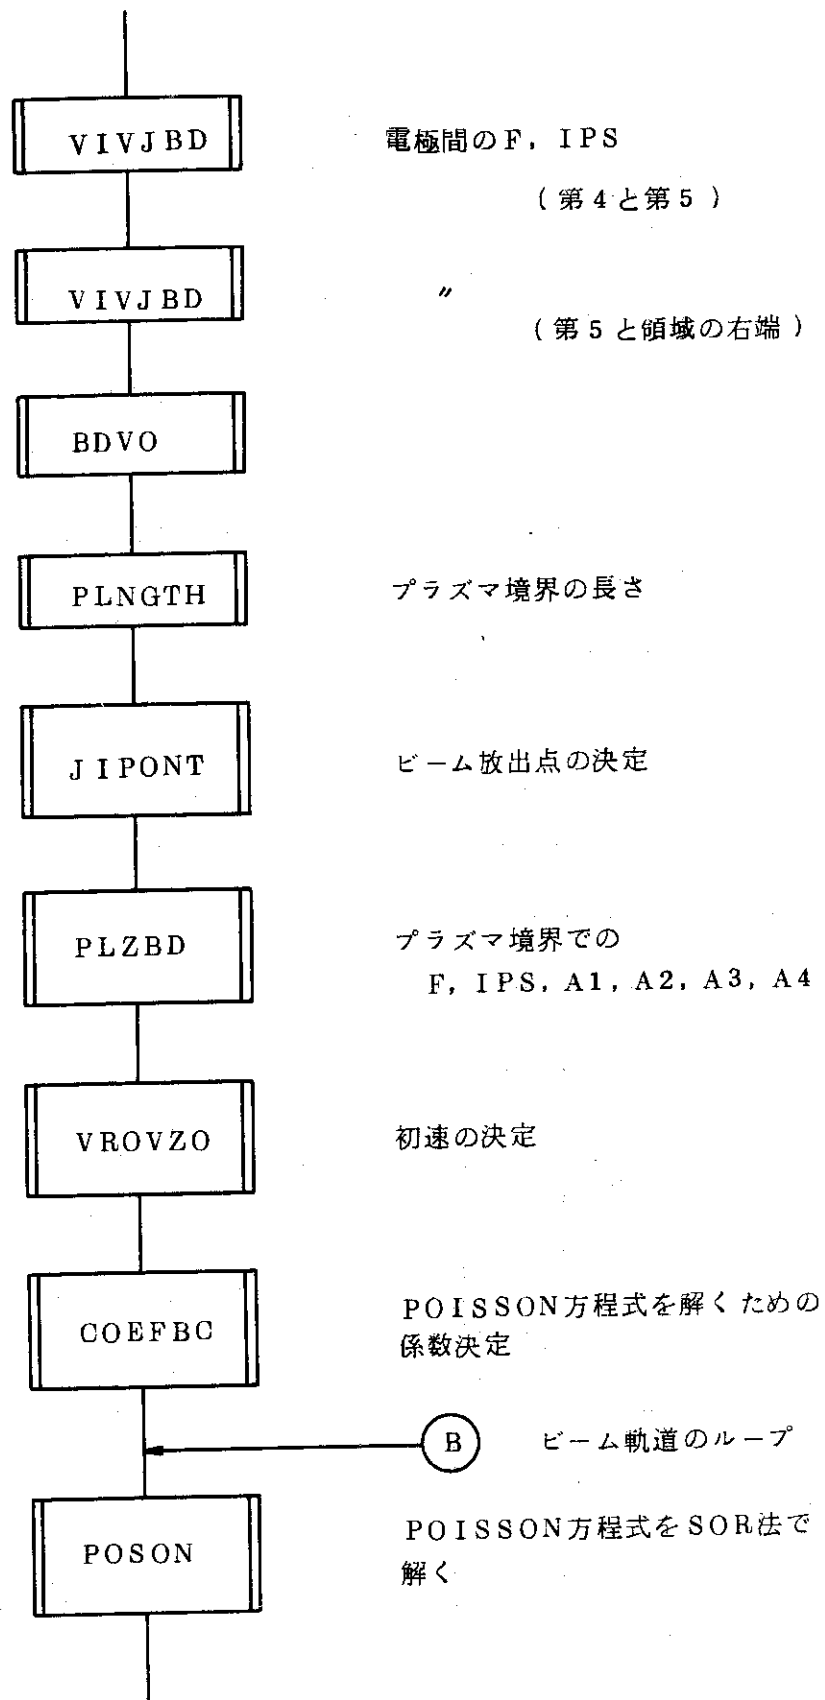 VIVJBD
電極間のF, IPS
(第4と第5)
VIVJBD
〃
(第5と領域の右端)
BDVO
PLNGTH
プラズマ境界の長さ
JIPONT
ビーム放出点の決定
PLZBD
プラズマ境界での
F, IPS, A1, A2, A3, A4
VROVZO
初速の決定
COEFBC
POISSON方程式を解くための
係数決定
B
ビーム軌道のループ
POSON
POISSON方程式をSOR法で
解く